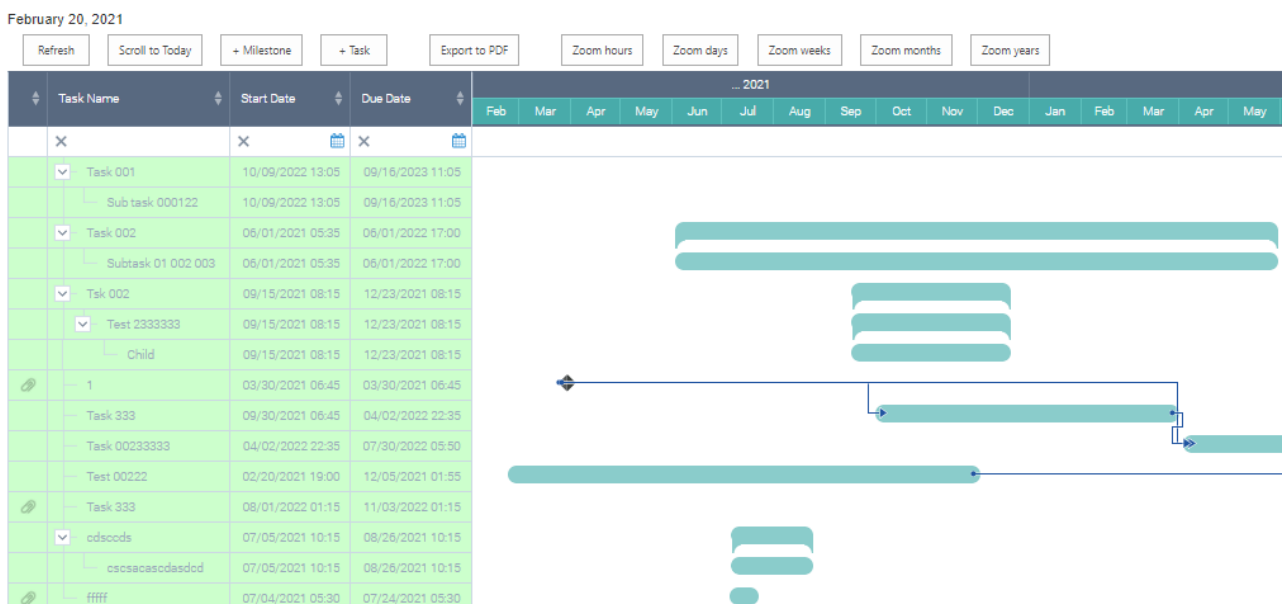 February 20, 2021
Refresh Scroll to Today + Milestone + Task Export to PDF Zoom hours Zoom days Zoom weeks Zoom months Zoom years
Task Name Start Date Due Date ... 2021
Feb Mar Apr May Jun Jul Aug Sep Oct Nov Dec Jan Feb Mar Apr May
Task 001 10/09/2022 13:05 09/16/2023 11:05
Sub task 000122 10/09/2022 13:05 09/16/2023 11:05
Task 002 06/01/2021 05:35 06/01/2022 17:00
Subtask 01 002 003 06/01/2021 05:35 06/01/2022 17:00
Tsk 002 09/15/2021 08:15 12/23/2021 08:15
Test 2333333 09/15/2021 08:15 12/23/2021 08:15
Child 09/15/2021 08:15 12/23/2021 08:15
1 03/30/2021 06:45 03/30/2021 06:45
Task 333 09/30/2021 06:45 04/02/2022 22:35
Task 00233333 04/02/2022 22:35 07/30/2022 05:50
Test 00222 02/20/2021 19:00 12/05/2021 01:55
Task 333 08/01/2022 01:15 11/03/2022 01:15
cdsccds 07/05/2021 10:15 08/26/2021 10:15
cscsacascdasdcd 07/05/2021 10:15 08/26/2021 10:15
fffff 07/04/2021 05:30 07/24/2021 05:30